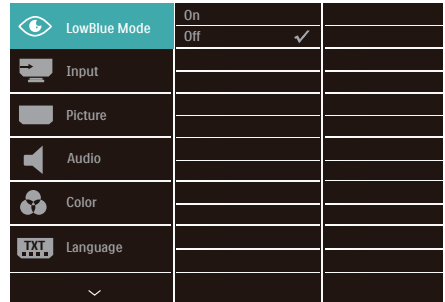 LowBlue Mode
On
Off
Input
Picture
Audio
Color
TXT
Language